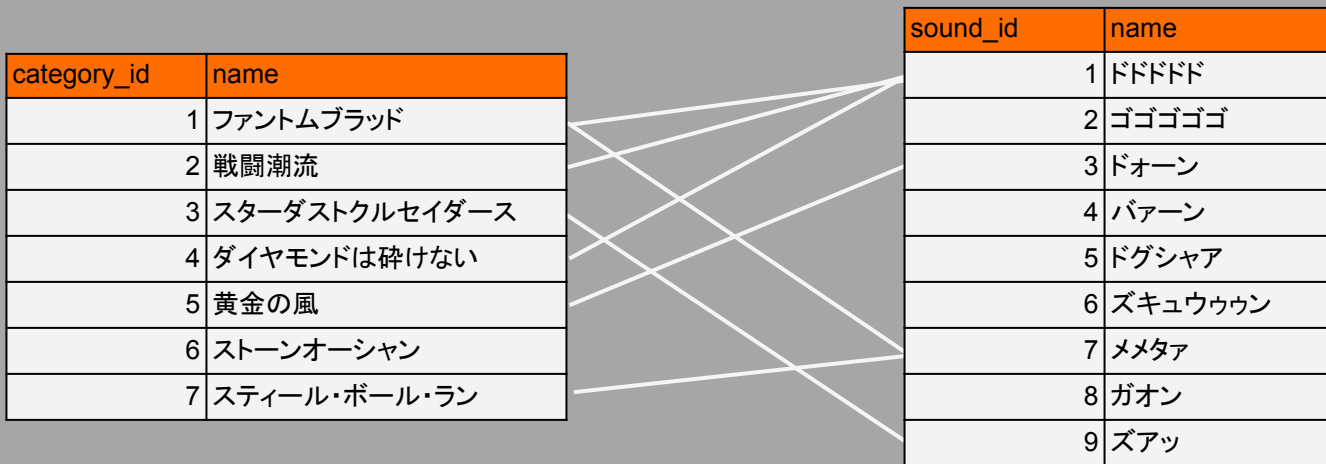 category_id name
1 ファントムブラッド
2 戦闘潮流
3 スターダストクルセイダース
4 ダイヤモンドは砕けない
5 黄金の風
6 ストーンオーシャン
7 スティール・ボール・ラン
sound_id name
1 ドドドドド
2 ゴゴゴゴゴ
3 ドォーン
4 バァーン
5 ドグシャア
6 ズキュウゥゥン
7 メメタァ
8 ガオン
9 ズアッ